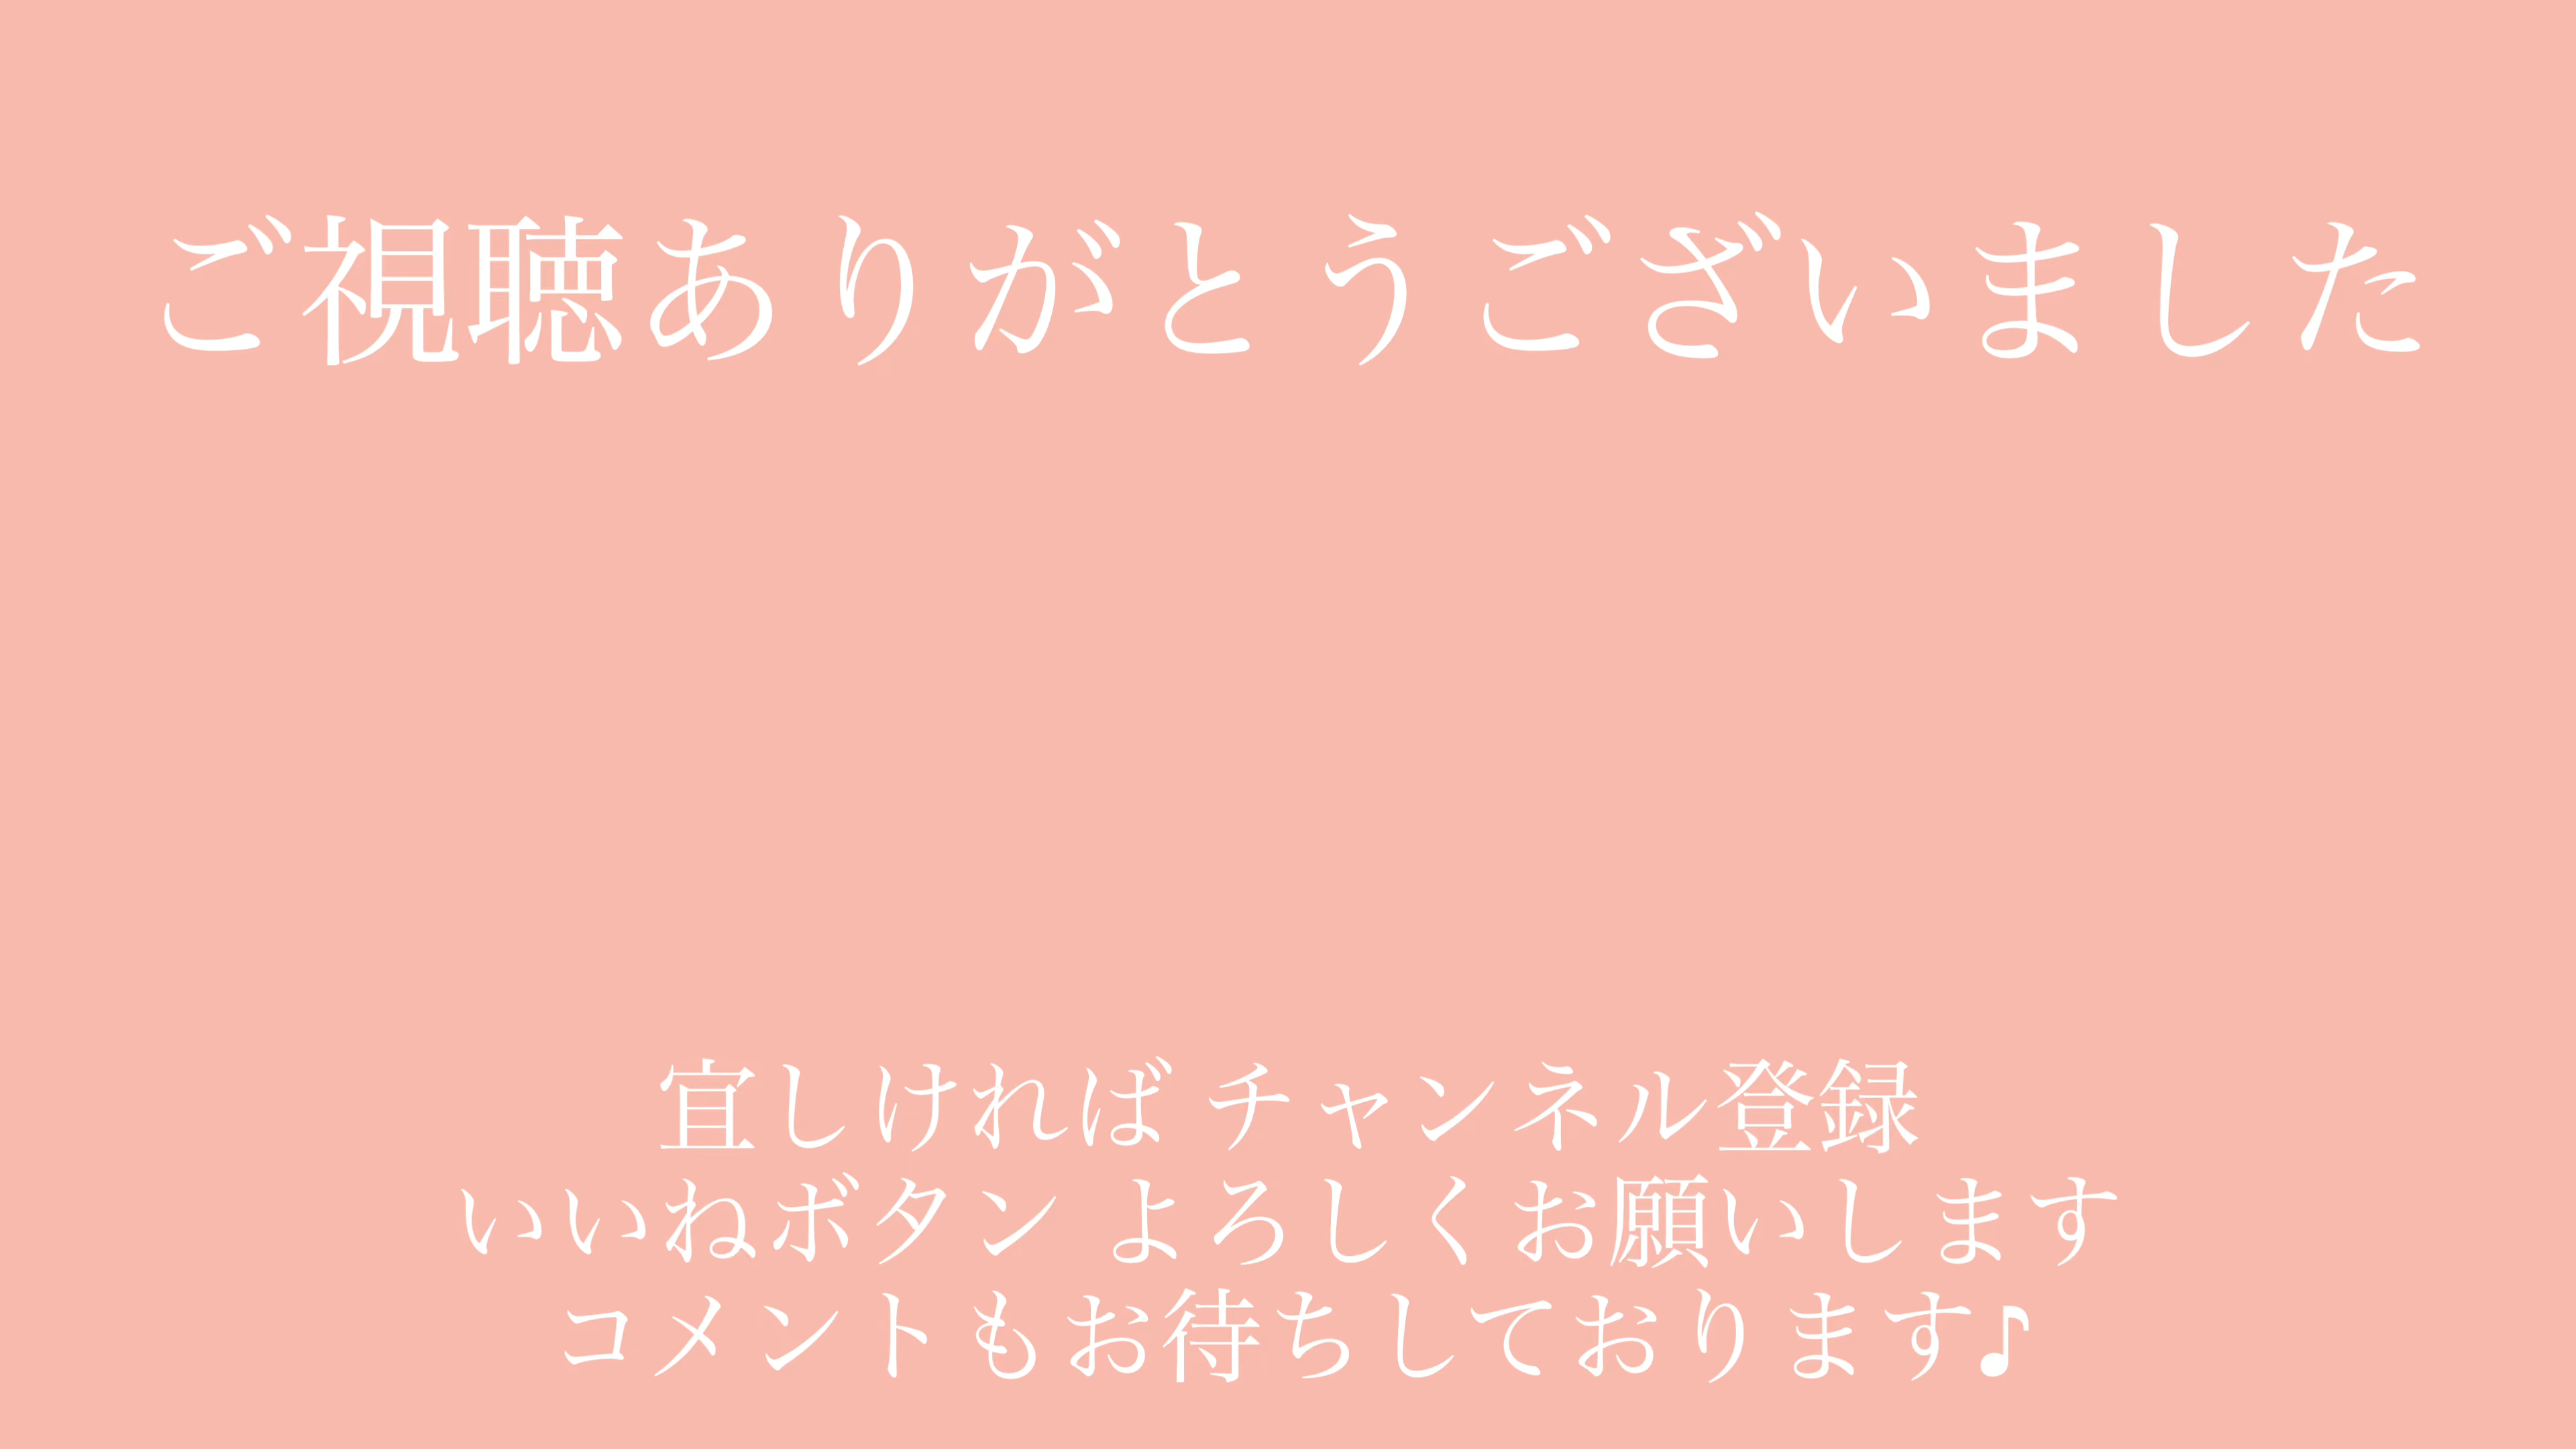 ご視聴ありがとうございました
宜しければ チャンネル登録
いいねボタン よろしくお願いします
コメントもお待ちしております♪